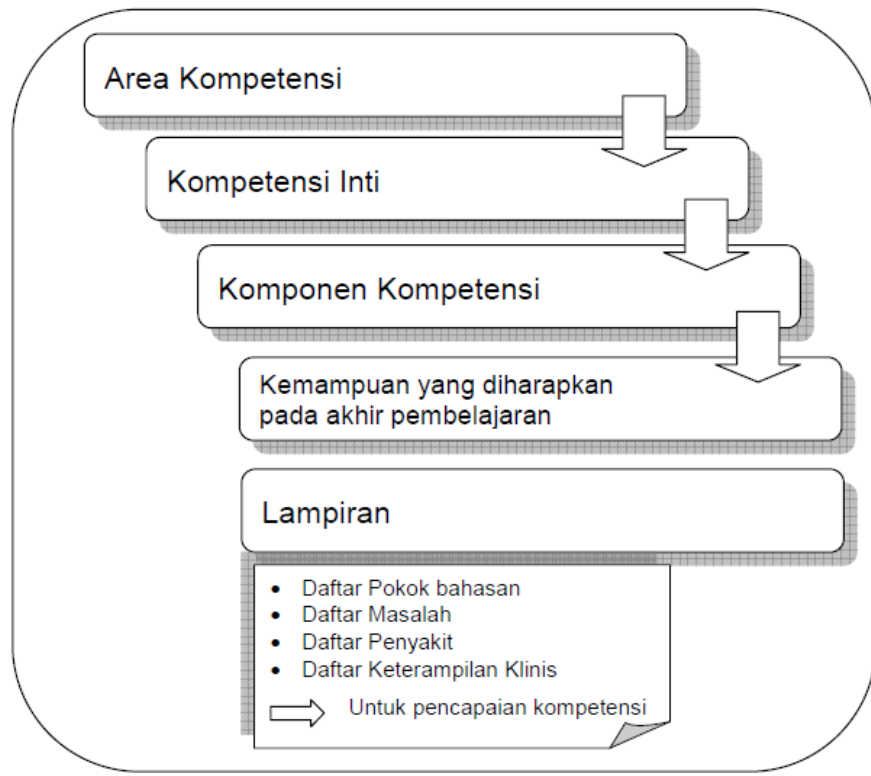 Area Kompetensi
Kompetensi Inti
Komponen Kompetensi
Kemampuan yang diharapkan
pada akhir pembelajaran
Lampiran
• Daftar Pokok bahasan
• Daftar Masalah
• Daftar Penyakit
• Daftar Keterampilan Klinis
Untuk pencapaian kompetensi